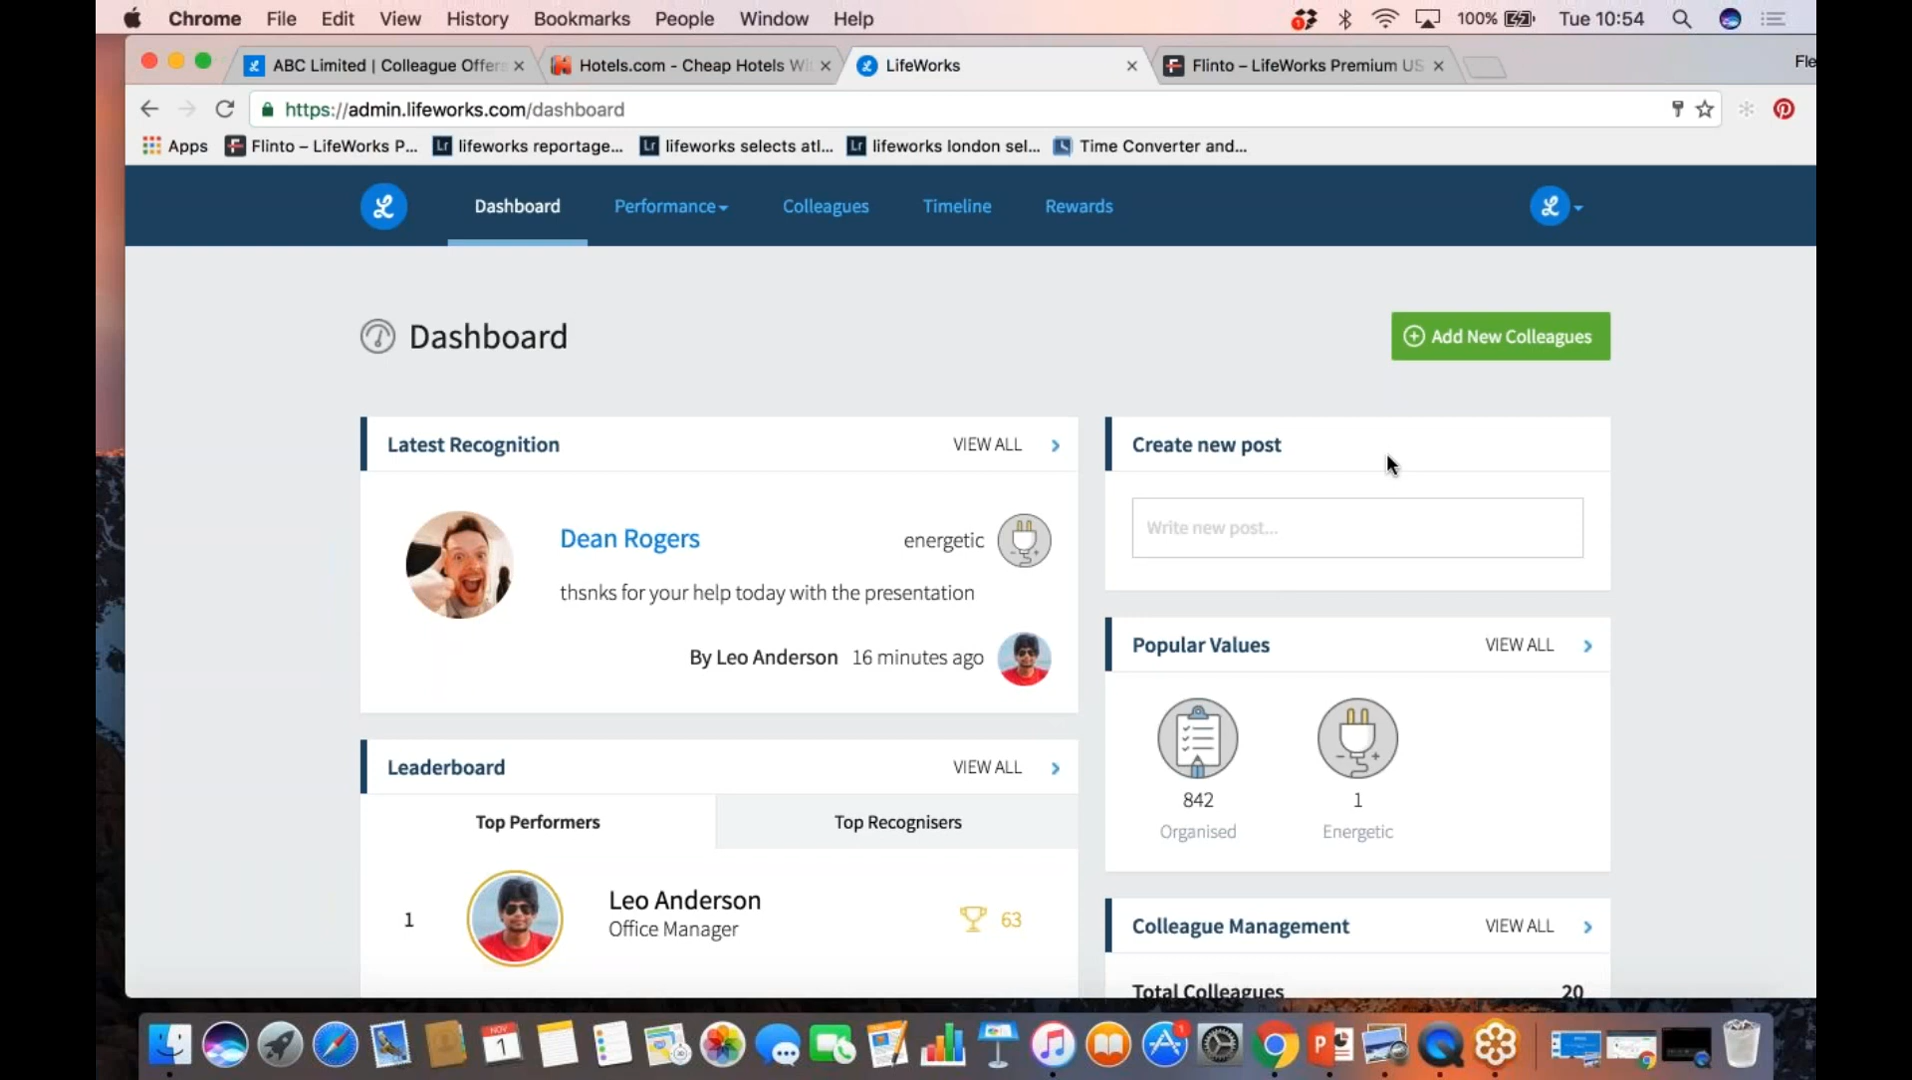 Chrome File Edit View History Bookmarks People Window Help 100% Tue 10:54
ABC Limited | Colleague Offers Hotels.com - Cheap Hotels Wi LifeWorks Flinto – LifeWorks Premium US Fle
https://admin.lifeworks.com/dashboard
Apps Flinto – LifeWorks P... lifeworks reportage... lifeworks selects atl... lifeworks london sel... Time Converter and...
Dashboard Performance Colleagues Timeline Rewards
Dashboard
Add New Colleagues
Latest Recognition VIEW ALL
Dean Rogers energetic
thsnks for your help today with the presentation
By Leo Anderson 16 minutes ago
Leaderboard VIEW ALL
Top Performers Top Recognisers
1 Leo Anderson 63
Office Manager
Create new post
Write new post...
Popular Values VIEW ALL
842 1
Organised Energetic
Colleague Management VIEW ALL
Total Colleagues 20
NOV
1